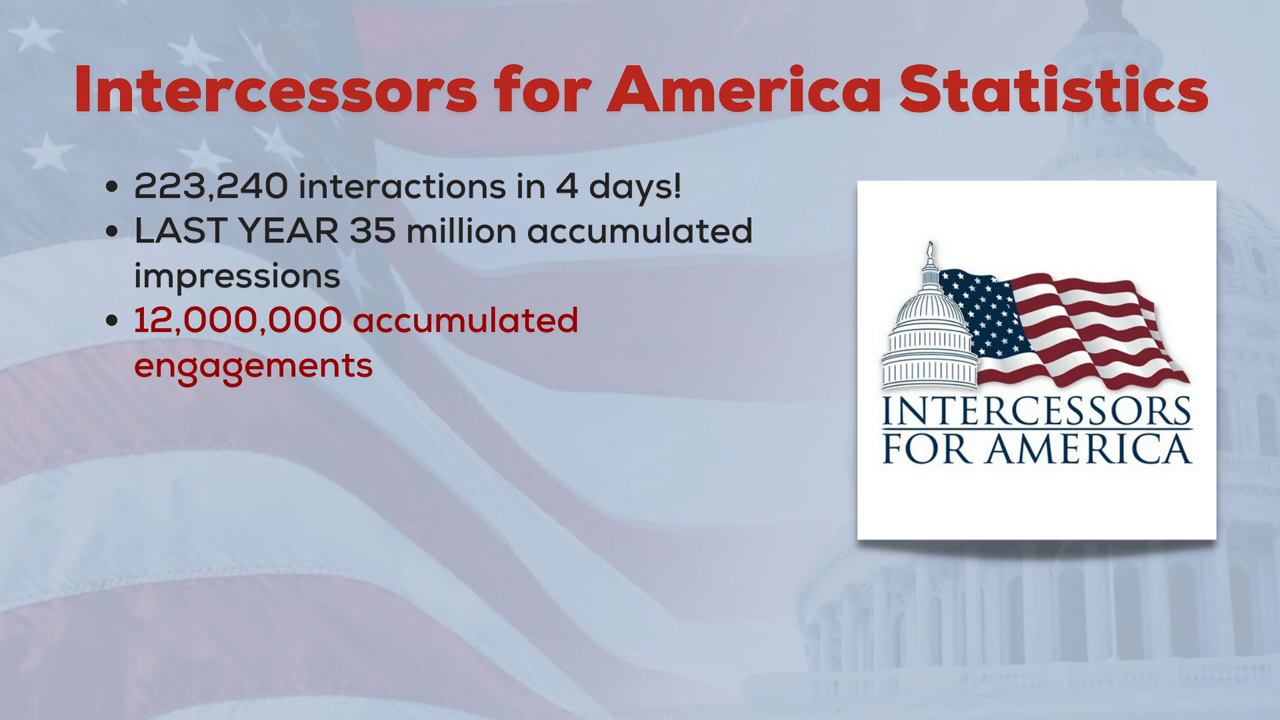 Intercessors for America Statistics
• 223,240 interactions in 4 days!
• LAST YEAR 35 million accumulated
impressions
• 12,000,000 accumulated
engagements
INTERCESSORS
FOR AMERICA